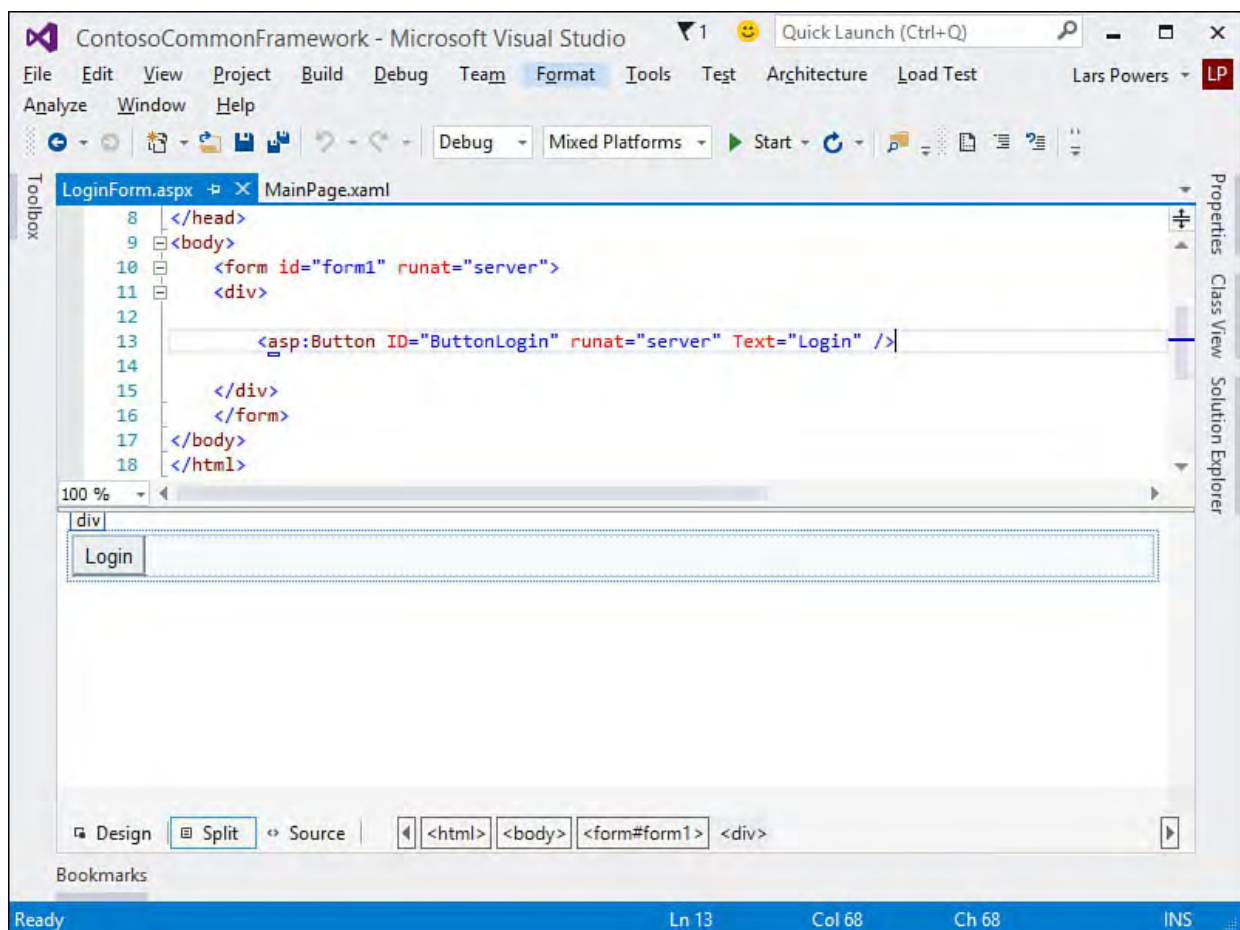 ContosoCommonFramework - Microsoft Visual Studio 1 Quick Launch (Ctrl+Q)
File Edit View Project Build Debug Team Format Tools Test Architecture Load Test Lars Powers LP
Analyze Window Help
Debug Mixed Platforms Start
Toolbox
LoginForm.aspx MainPage.xaml
8 </head>
9 <body>
10 <form id="form1" runat="server">
11 <div>
12
13 <asp:Button ID="ButtonLogin" runat="server" Text="Login" />
14
15 </div>
16 </form>
17 </body>
18 </html>
100 %
Properties
Class View
Solution Explorer
div
Login
Design Split Source <html> <body> <form#form1> <div>
Bookmarks
Ready Ln 13 Col 68 Ch 68 INS